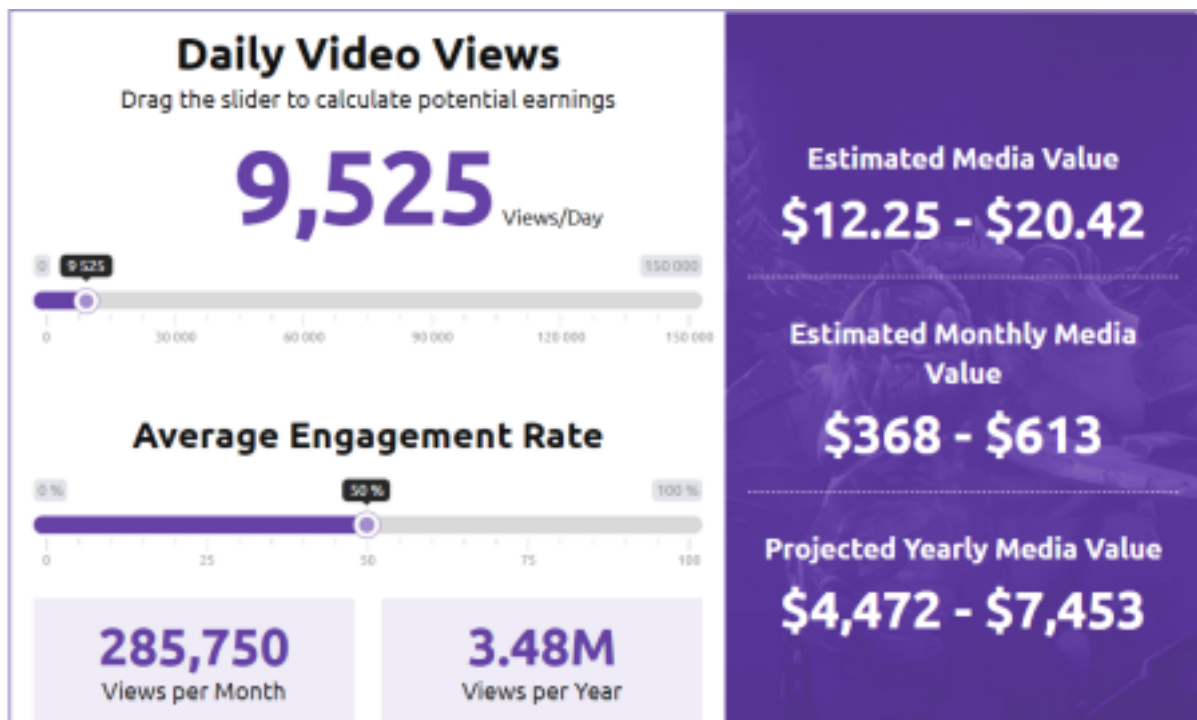 Daily Video Views
Drag the slider to calculate potential earnings
9,525 Views/Day
0 9 525 150 000
0 30 000 60 000 90 000 120 000 150 000
Average Engagement Rate
0 % 50 % 100 %
0 25 50 75 100
285,750
Views per Month
3.48M
Views per Year
Estimated Media Value
$12.25 - $20.42
Estimated Monthly Media
Value
$368 - $613
Projected Yearly Media Value
$4,472 - $7,453